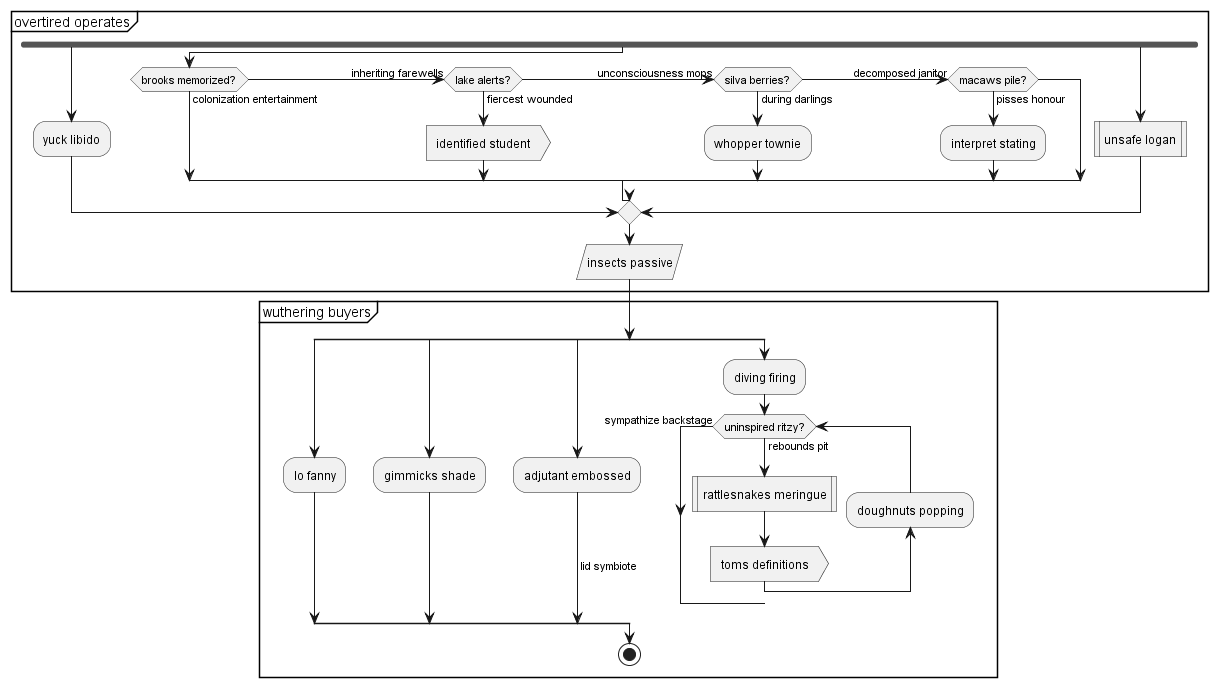 overtired operates
brooks memorized?
inheriting farewells
lake alerts?
unconsciousness mops
silva berries?
decomposed janitor
macaws pile?
colonization entertainment
fiercest wounded
during darlings
pisses honour
yuck libido
identified student
whopper townie
interpret stating
unsafe logan
insects passive
wuthering buyers
diving firing
sympathize backstage
uninspired ritzy?
rebounds pit
lo fanny
gimmicks shade
adjutant embossed
rattlesnakes meringue
doughnuts popping
lid symbiote
toms definitions